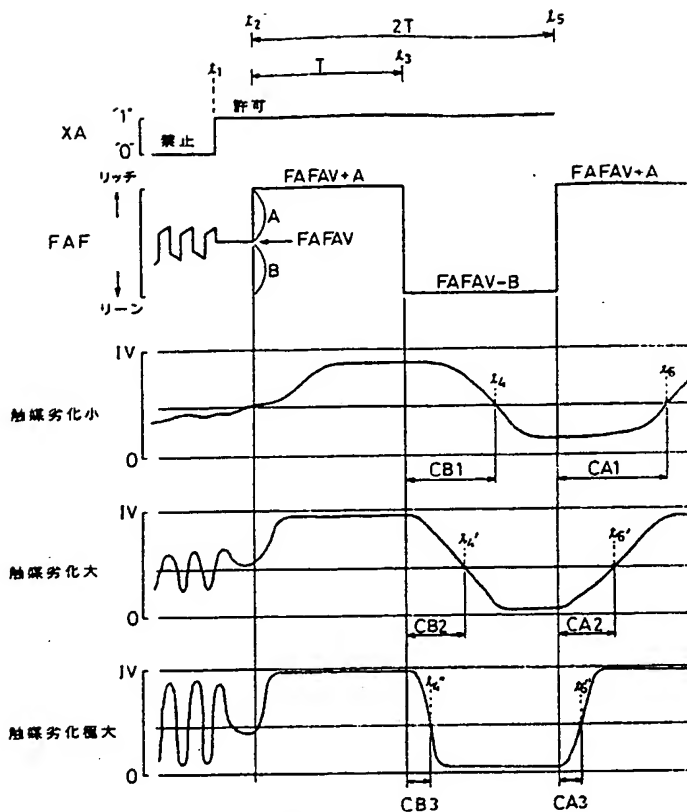 t2
t5
2T
t1
T
t3
許可
"1"
XA
禁止
"0"
リッチ
FAFAV+A
FAFAV+A
A
FAF
FAFAV
B
FAFAV-B
リーン
1V
t4
t6
触媒劣化小
0
CB1
CA1
1V
t4'
t6'
触媒劣化大
0
CB2
CA2
1V
t4"
t6"
触媒劣化極大
0
CB3
CA3